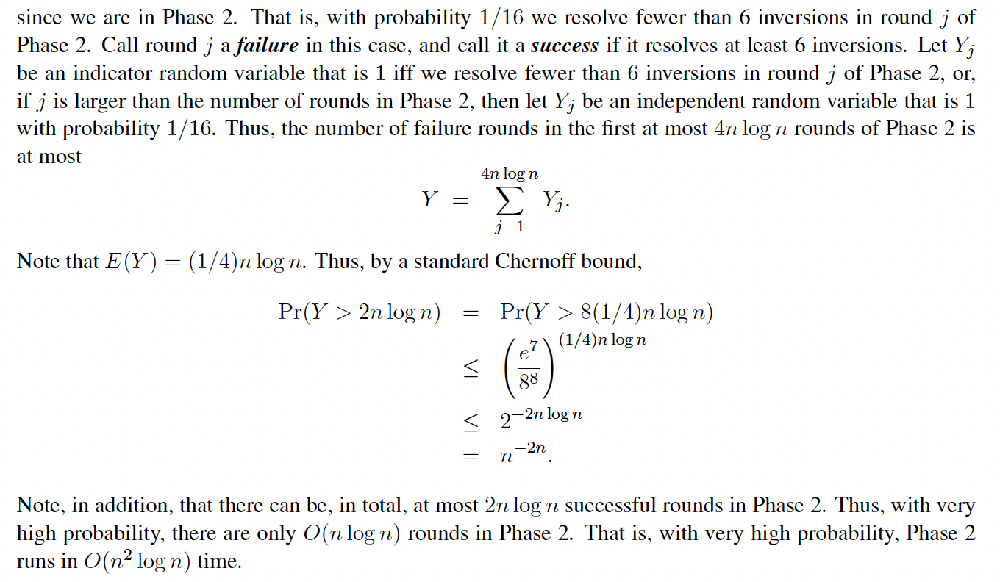 since we are in Phase 2. That is, with probability 1/16 we resolve fewer than 6 inversions in round j of
Phase 2. Call round j a failure in this case, and call it a success if it resolves at least 6 inversions. Let Y_j
be an indicator random variable that is 1 iff we resolve fewer than 6 inversions in round j of Phase 2, or,
if j is larger than the number of rounds in Phase 2, then let Y_j be an independent random variable that is 1
with probability 1/16. Thus, the number of failure rounds in the first at most 4n log n rounds of Phase 2 is
at most
Y = \sum_{j=1}^{4n log n} Y_j.
Note that E(Y) = (1/4)n log n. Thus, by a standard Chernoff bound,
Pr(Y > 2n log n) = Pr(Y > 8(1/4)n log n)
≤ (e^7/8^8)^{(1/4)n log n}
≤ 2^{-2n log n}
= n^{-2n}.
Note, in addition, that there can be, in total, at most 2n log n successful rounds in Phase 2. Thus, with very
high probability, there are only O(n log n) rounds in Phase 2. That is, with very high probability, Phase 2
runs in O(n^2 log n) time.